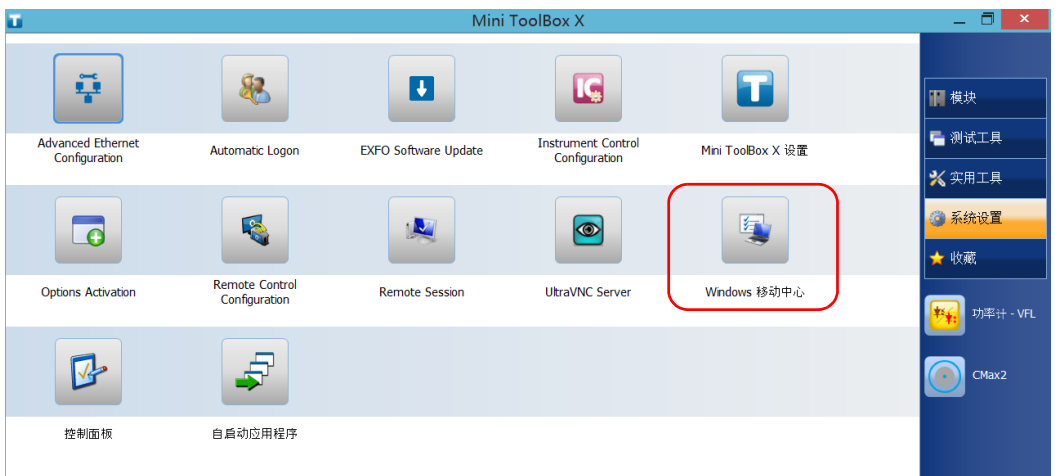 Mini ToolBox X
Advanced Ethernet
Configuration
Automatic Logon
EXFO Software Update
Instrument Control
Configuration
Mini ToolBox X 设置
Options Activation
Remote Control
Configuration
Remote Session
UltraVNC Server
Windows 移动中心
控制面板
自启动应用程序
模块
测试工具
实用工具
系统设置
收藏
功率计 - VFL
CMax2